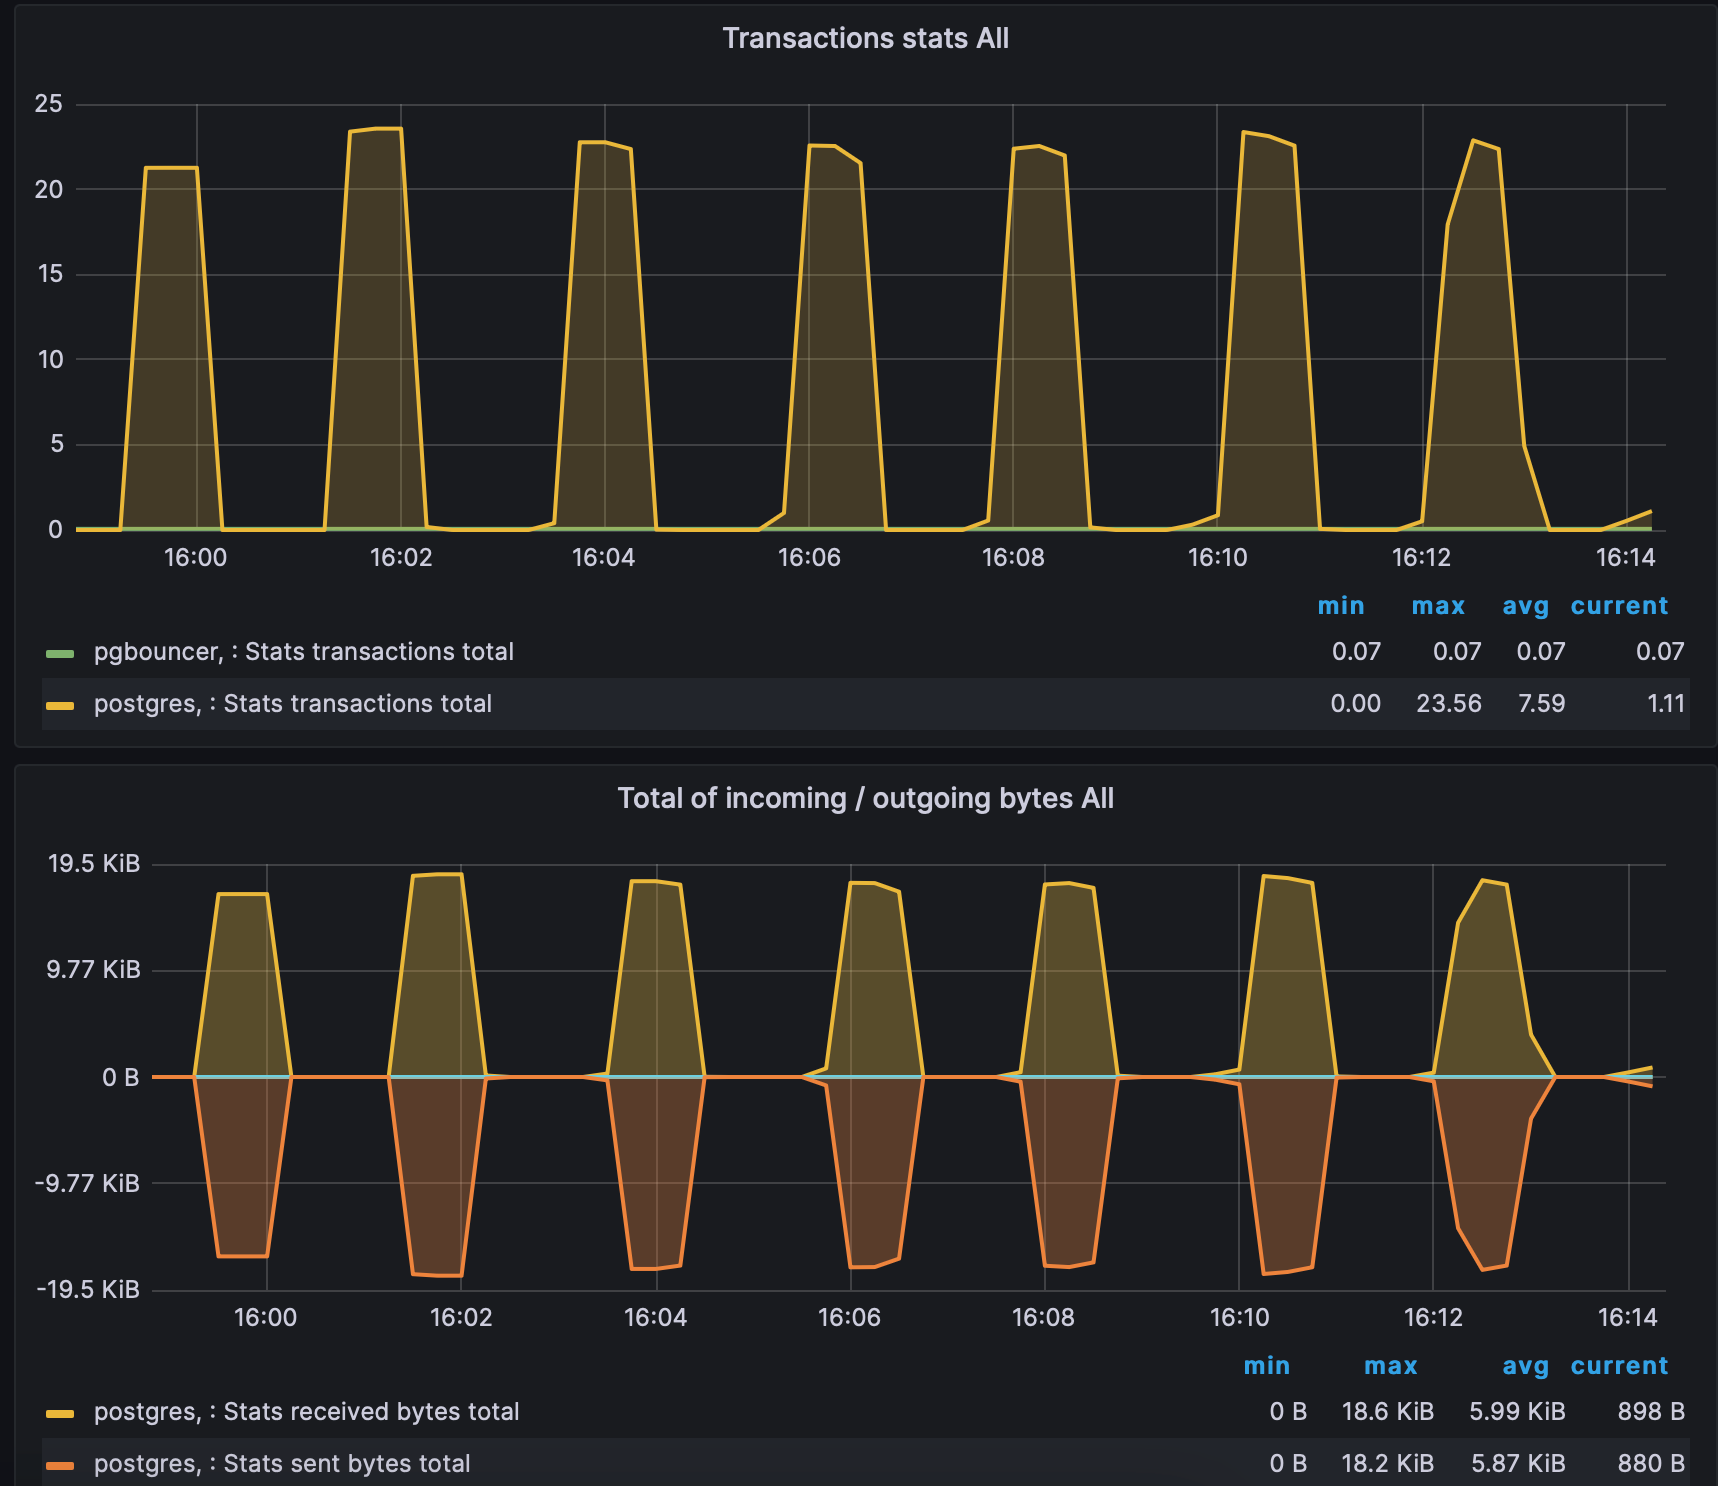 Transactions stats All
25
20
15
10
5
0
16:00 16:02 16:04 16:06 16:08 16:10 16:12 16:14
min max avg current
pgbouncer, : Stats transactions total 0.07 0.07 0.07 0.07
postgres, : Stats transactions total 0.00 23.56 7.59 1.11
Total of incoming / outgoing bytes All
19.5 KiB
9.77 KiB
0 B
-9.77 KiB
-19.5 KiB
16:00 16:02 16:04 16:06 16:08 16:10 16:12 16:14
min max avg current
postgres, : Stats received bytes total 0 B 18.6 KiB 5.99 KiB 898 B
postgres, : Stats sent bytes total 0 B 18.2 KiB 5.87 KiB 880 B